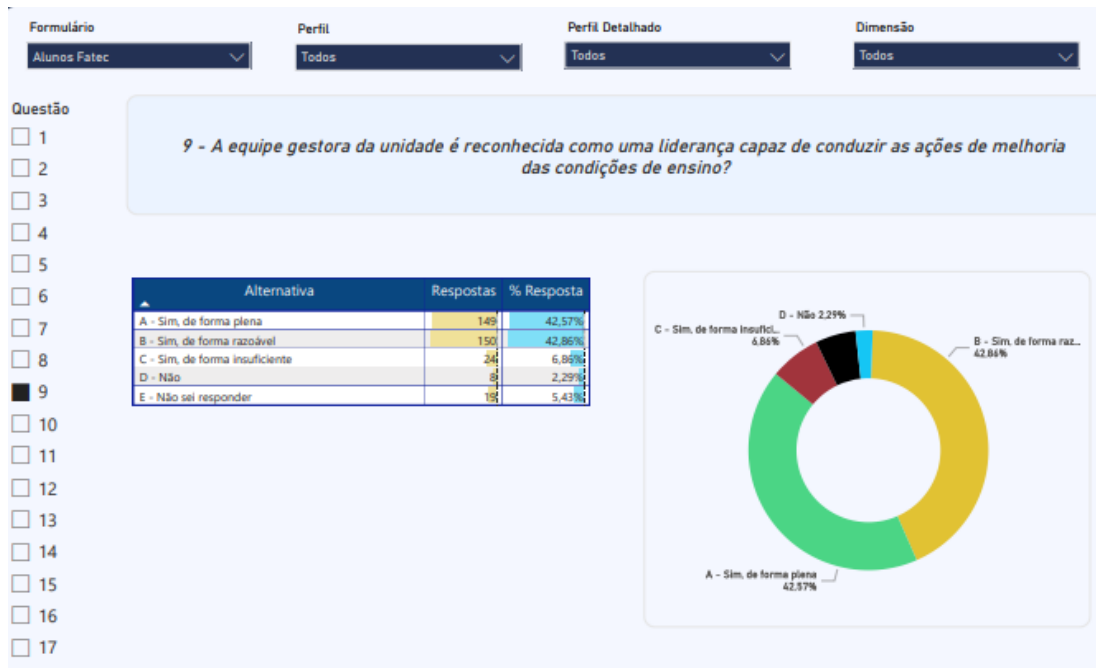 Formulário
Perfil
Perfil Detalhado
Dimensão
Alunos Fatec
Todos
Todos
Todos
Questão
1
2
3
4
5
6
7
8
9
10
11
12
13
14
15
16
17
9 - A equipe gestora da unidade é reconhecida como uma liderança capaz de conduzir as ações de melhoria
das condições de ensino?
Alternativa Respostas % Resposta
A - Sim, de forma plena 149 42,57%
B - Sim, de forma razoável 150 42,86%
C - Sim, de forma insuficiente 24 6,86%
D - Não 8 2,29%
E - Não sei responder 19 5,43%
D - Não 2,29%
C - Sim, de forma insufici...
6,86%
B - Sim, de forma raz...
42,86%
A - Sim, de forma plena
42,57%